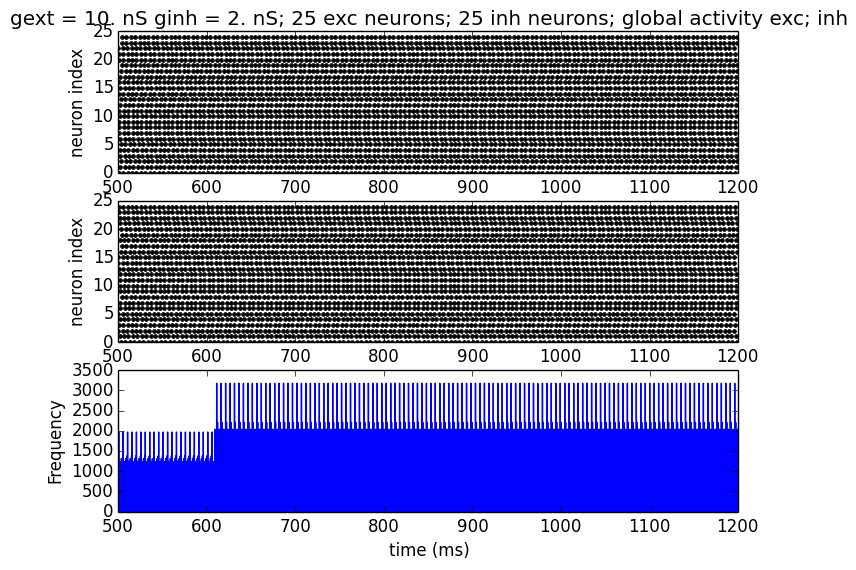 gext = 10. nS ginh = 2. nS; 25 exc neurons; 25 inh neurons; global activity exc; inh
25
20
15
10
5
0
neuron index
500 600 700 800 900 1000 1100 1200
25
20
15
10
5
0
neuron index
500 600 700 800 900 1000 1100 1200
3500
3000
2500
2000
1500
1000
500
0
Frequency
500 600 700 800 900 1000 1100 1200
time (ms)